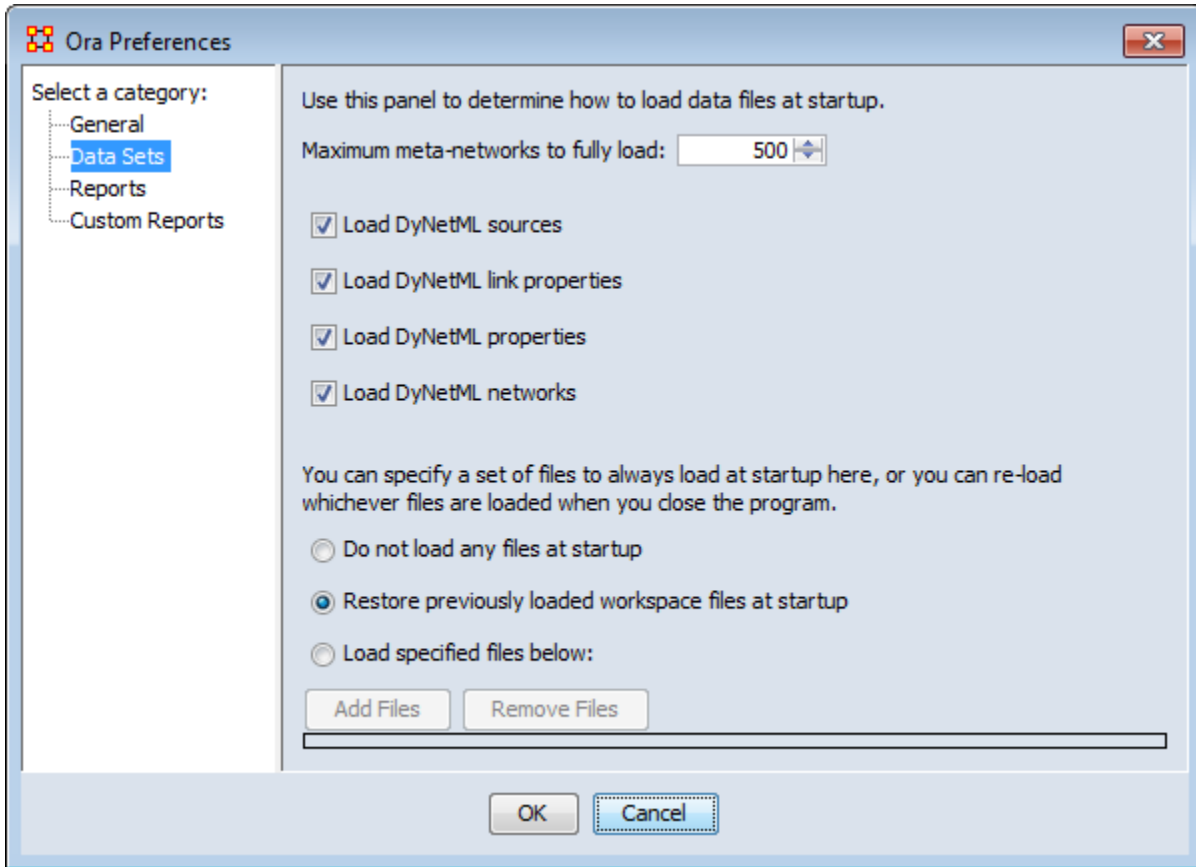 Ora Preferences
Select a category:
General
Data Sets
Reports
Custom Reports
Use this panel to determine how to load data files at startup.
Maximum meta-networks to fully load: 500
Load DyNetML sources
Load DyNetML link properties
Load DyNetML properties
Load DyNetML networks
You can specify a set of files to always load at startup here, or you can re-load
whichever files are loaded when you close the program.
Do not load any files at startup
Restore previously loaded workspace files at startup
Load specified files below:
Add Files Remove Files
OK Cancel